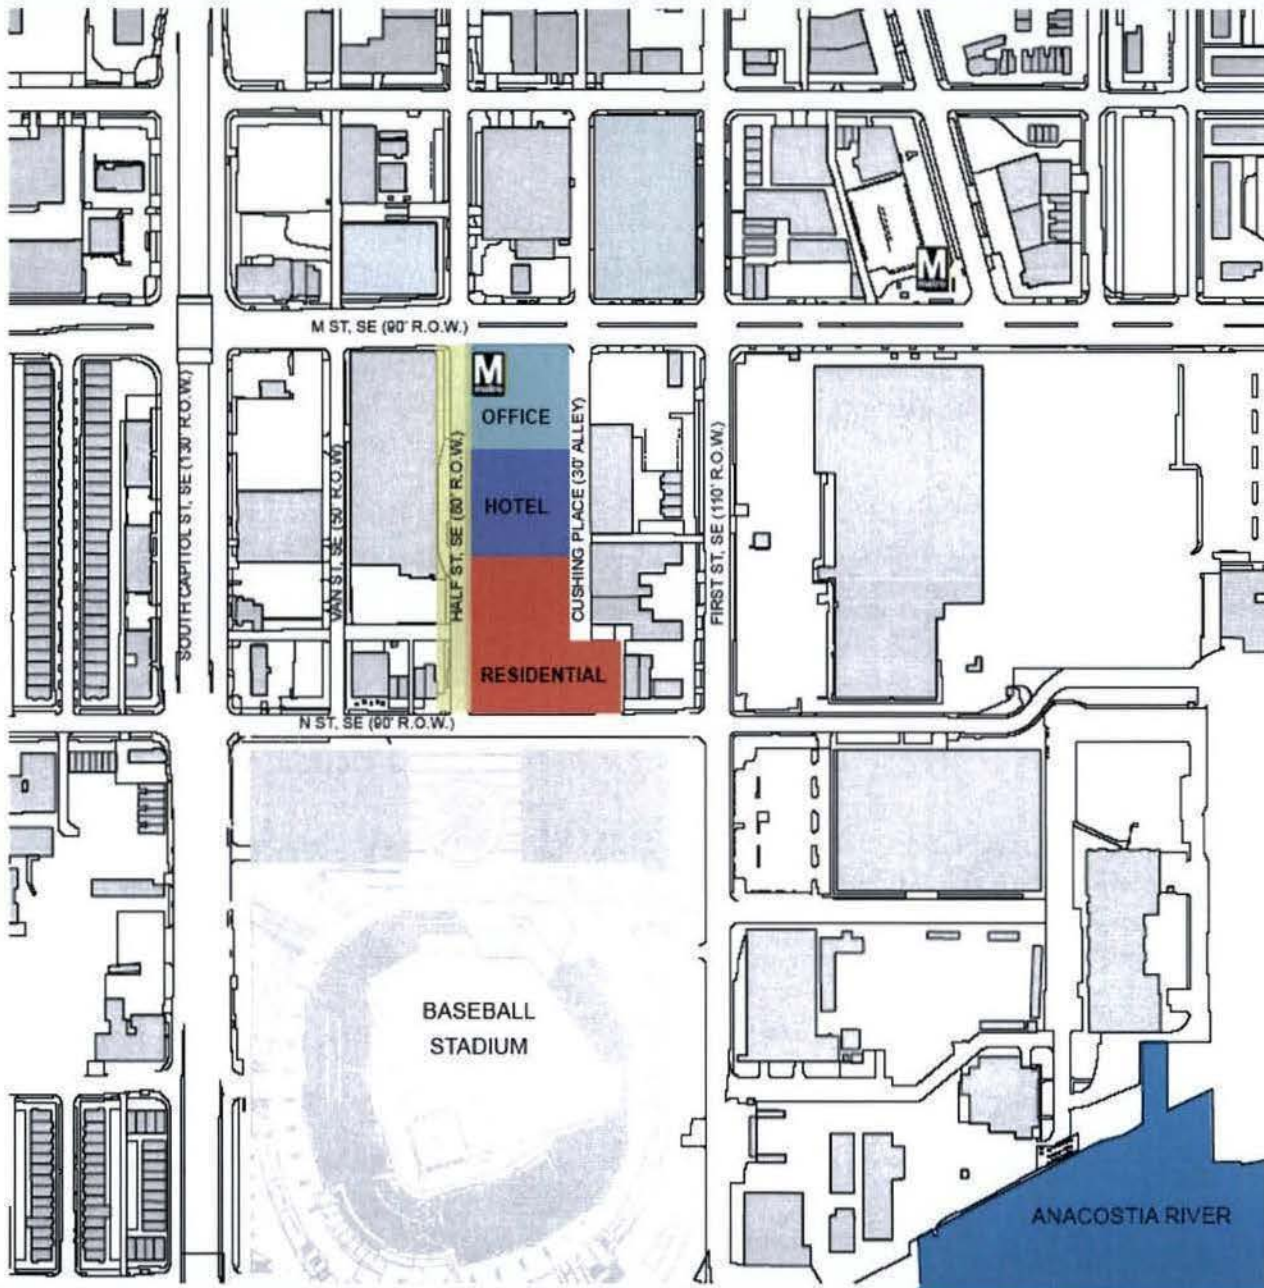 M
M ST, SE (90' R.O.W.)
M
OFFICE
SOUTH CAPITOL ST, SE (130' R.O.W.)
VAN ST, SE (50' R.O.W.)
HALF ST, SE (80' R.O.W.)
CUSHING PLACE (30' ALLEY)
FIRST ST, SE (110' R.O.W.)
HOTEL
RESIDENTIAL
N ST, SE (90' R.O.W.)
BASEBALL
STADIUM
ANACOSTIA RIVER